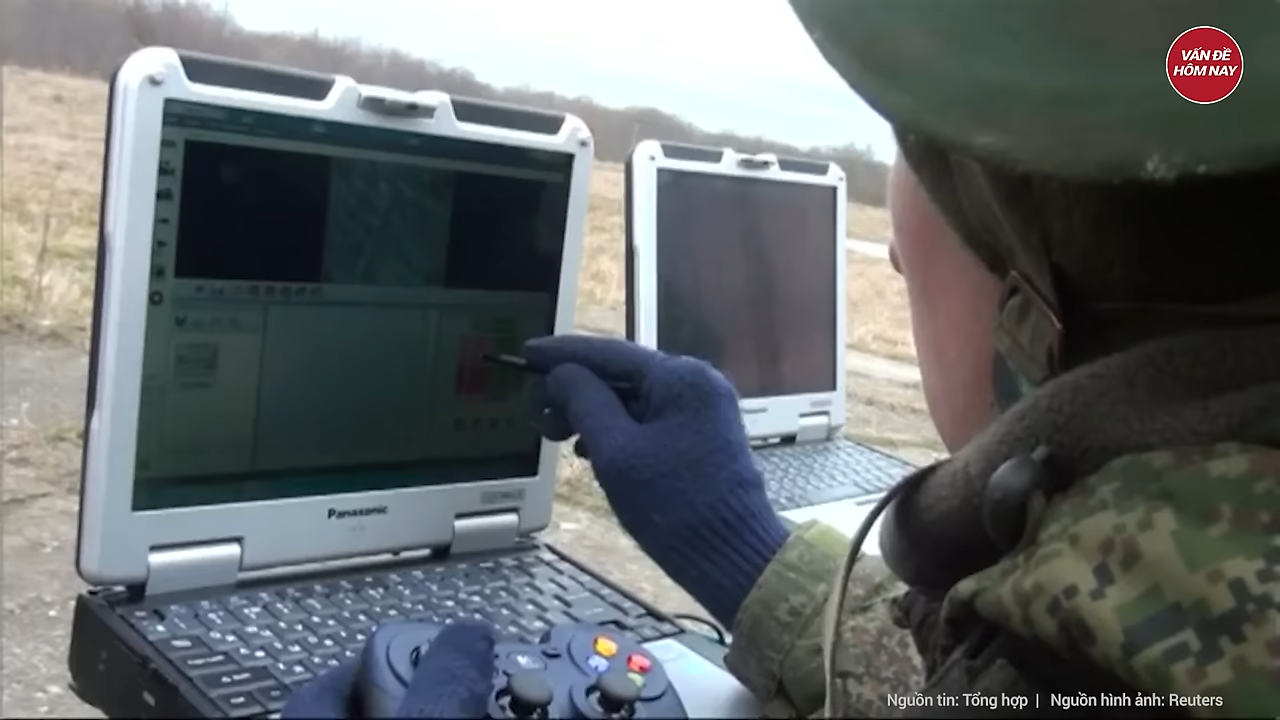 VẤN ĐỀ
HÔM NAY
Panasonic
Nguồn tin: Tổng hợp | Nguồn hình ảnh: Reuters